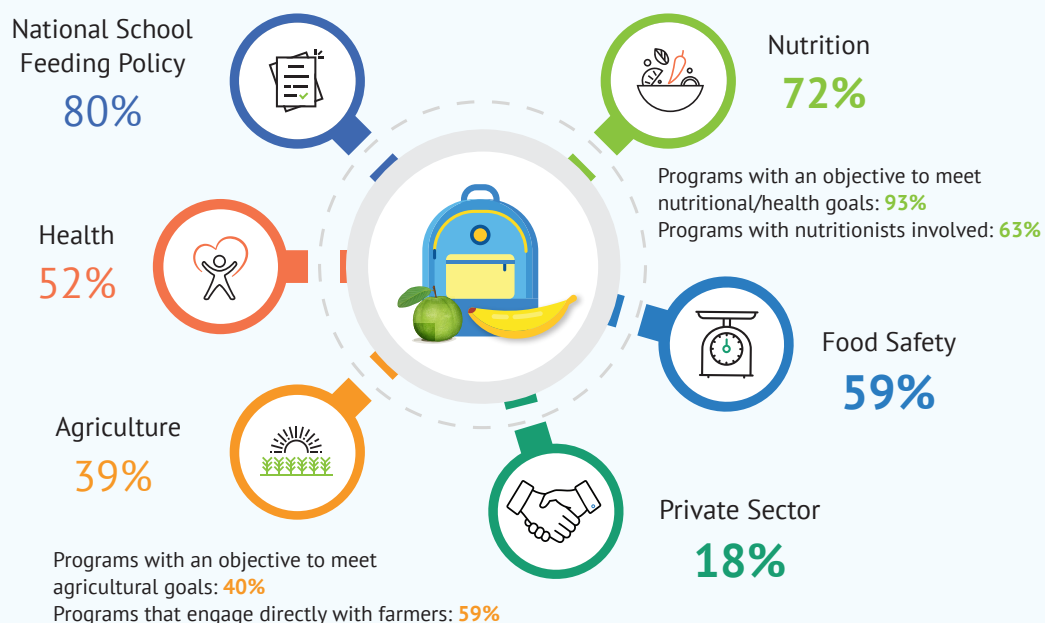 National School
Feeding Policy
80%
Nutrition
72%
Programs with an objective to meet
nutritional/health goals: 93%
Programs with nutritionists involved: 63%
Health
52%
Food Safety
59%
Agriculture
39%
Programs with an objective to meet
agricultural goals: 40%
Programs that engage directly with farmers: 59%
Private Sector
18%